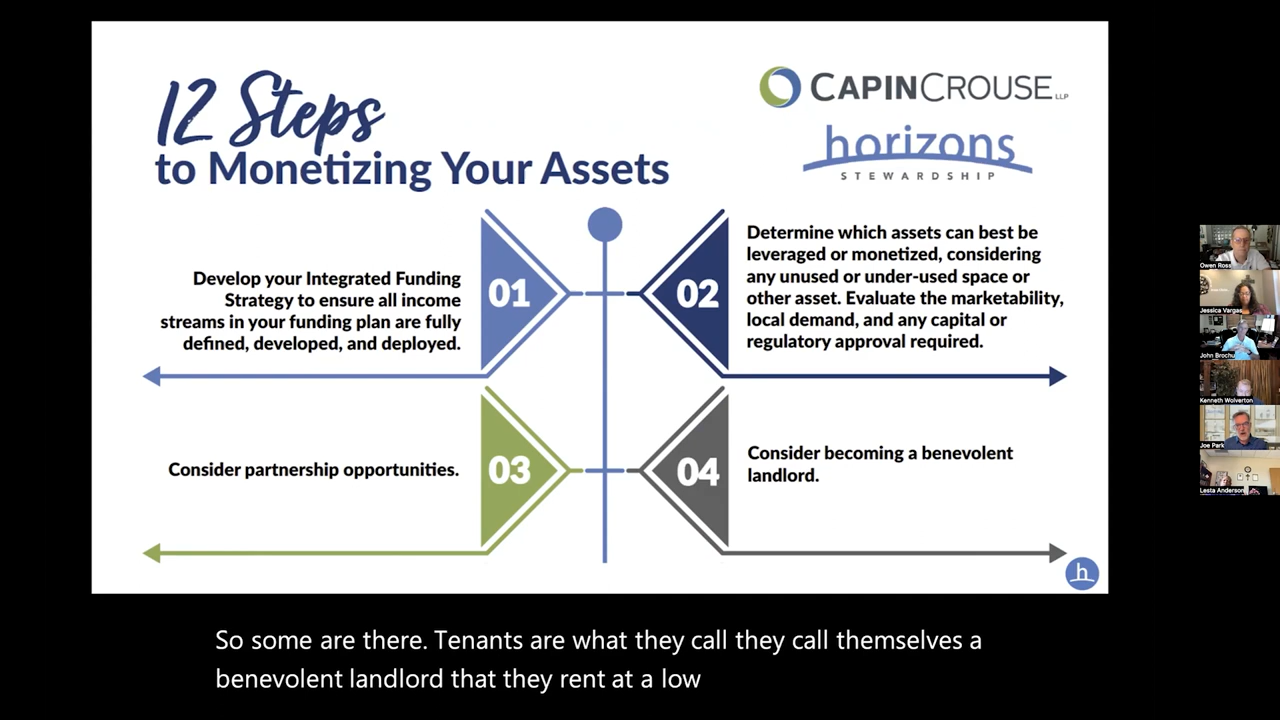 12 Steps
to Monetizing Your Assets
CAPINCROUSE LLP
horizons
STEWARDSHIP
Develop your Integrated Funding
Strategy to ensure all income
streams in your funding plan are fully
defined, developed, and deployed.
01
02
Determine which assets can best be
leveraged or monetized, considering
any unused or under-used space or
other asset. Evaluate the marketability,
local demand, and any capital or
regulatory approval required.
Consider partnership opportunities.
03
04
Consider becoming a benevolent
landlord.
h
Owen Ross
Jessica Vargas
John Brochu
Kenneth Wolverton
Joe Park
Lesta Anderson
So some are there. Tenants are what they call they call themselves a
benevolent landlord that they rent at a low